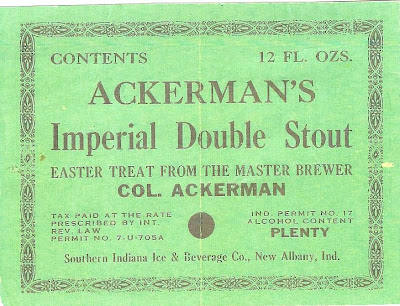 CONTENTS 12 FL. OZS.
ACKERMAN'S
Imperial Double Stout
EASTER TREAT FROM THE MASTER BREWER
COL. ACKERMAN
TAX PAID AT THE RATE
PRESCRIBED BY INT.
REV. LAW
PERMIT NO. 7-U-705A
IND. PERMIT NO. 17
ALCOHOL CONTENT
PLENTY
Southern Indiana Ice & Beverage Co., New Albany, Ind.